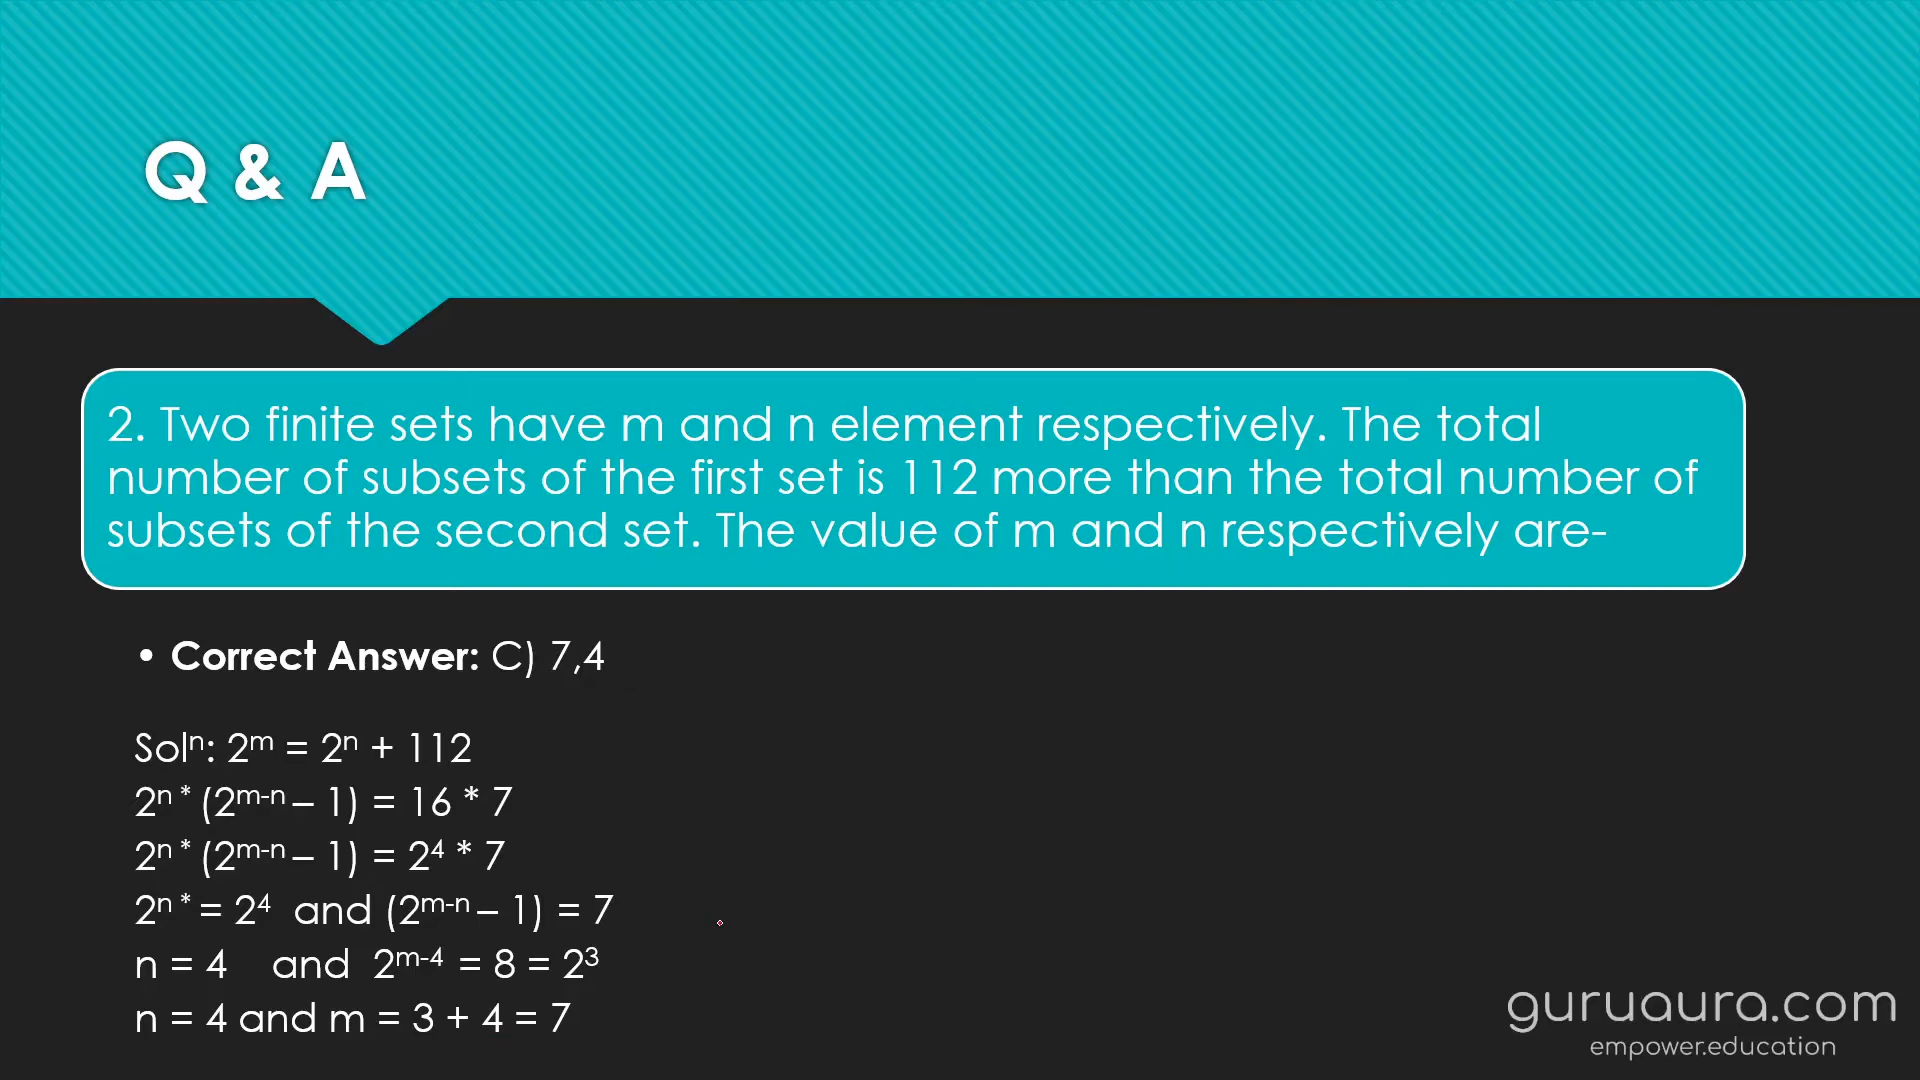 Q & A
2. Two finite sets have m and n element respectively. The total
number of subsets of the first set is 112 more than the total number of
subsets of the second set. The value of m and n respectively are-
• Correct Answer: C) 7,4
Solⁿ: 2ᵐ = 2ⁿ + 112
2ⁿ * (2ᵐ⁻ⁿ – 1) = 16 * 7
2ⁿ * (2ᵐ⁻ⁿ – 1) = 2⁴ * 7
2ⁿ * = 2⁴ and (2ᵐ⁻ⁿ – 1) = 7
n = 4 and 2ᵐ⁻⁴ = 8 = 2³
n = 4 and m = 3 + 4 = 7
guruaura.com
empower.education